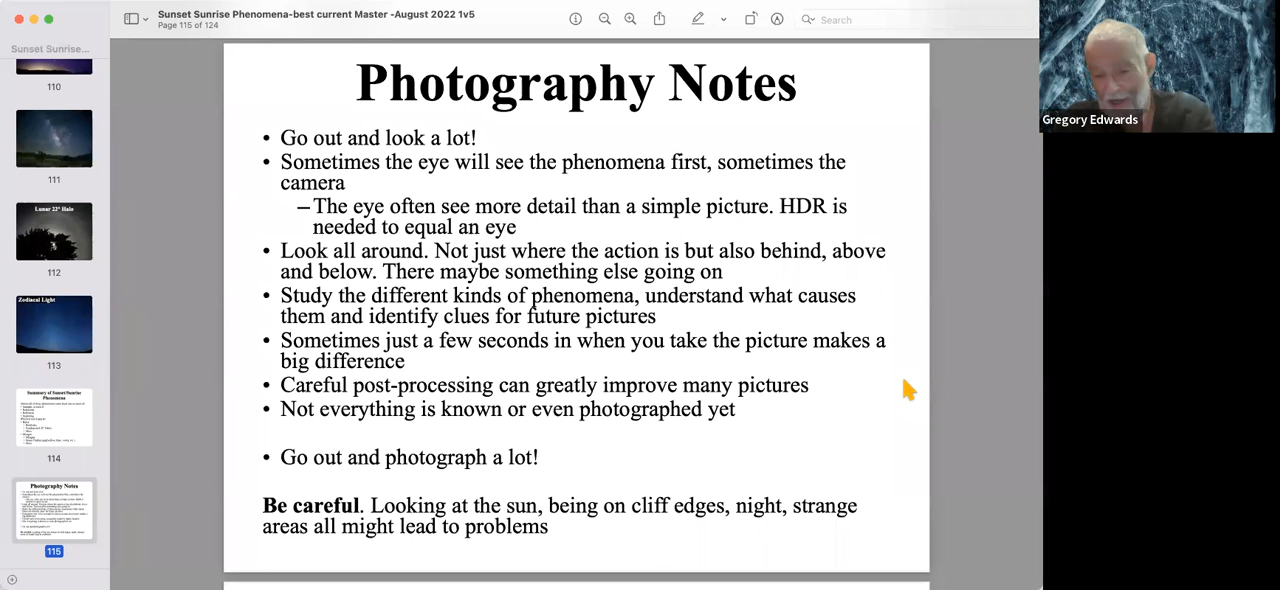 Sunset Sunrise Phenomena-best current Master -August 2022 1v5
Page 115 of 124
Search
Sunset Sunrise...
110
111
Lunar 22° Halo
112
Zodiacal Light
113
Summary of Sunset/Sunrise
Phenomena
114
Photography Notes
115
Photography Notes
• Go out and look a lot!
• Sometimes the eye will see the phenomena first, sometimes the
camera
–The eye often see more detail than a simple picture. HDR is
needed to equal an eye
• Look all around. Not just where the action is but also behind, above
and below. There maybe something else going on
• Study the different kinds of phenomena, understand what causes
them and identify clues for future pictures
• Sometimes just a few seconds in when you take the picture makes a
big difference
• Careful post-processing can greatly improve many pictures
• Not everything is known or even photographed yet
• Go out and photograph a lot!
Be careful. Looking at the sun, being on cliff edges, night, strange
areas all might lead to problems
Gregory Edwards